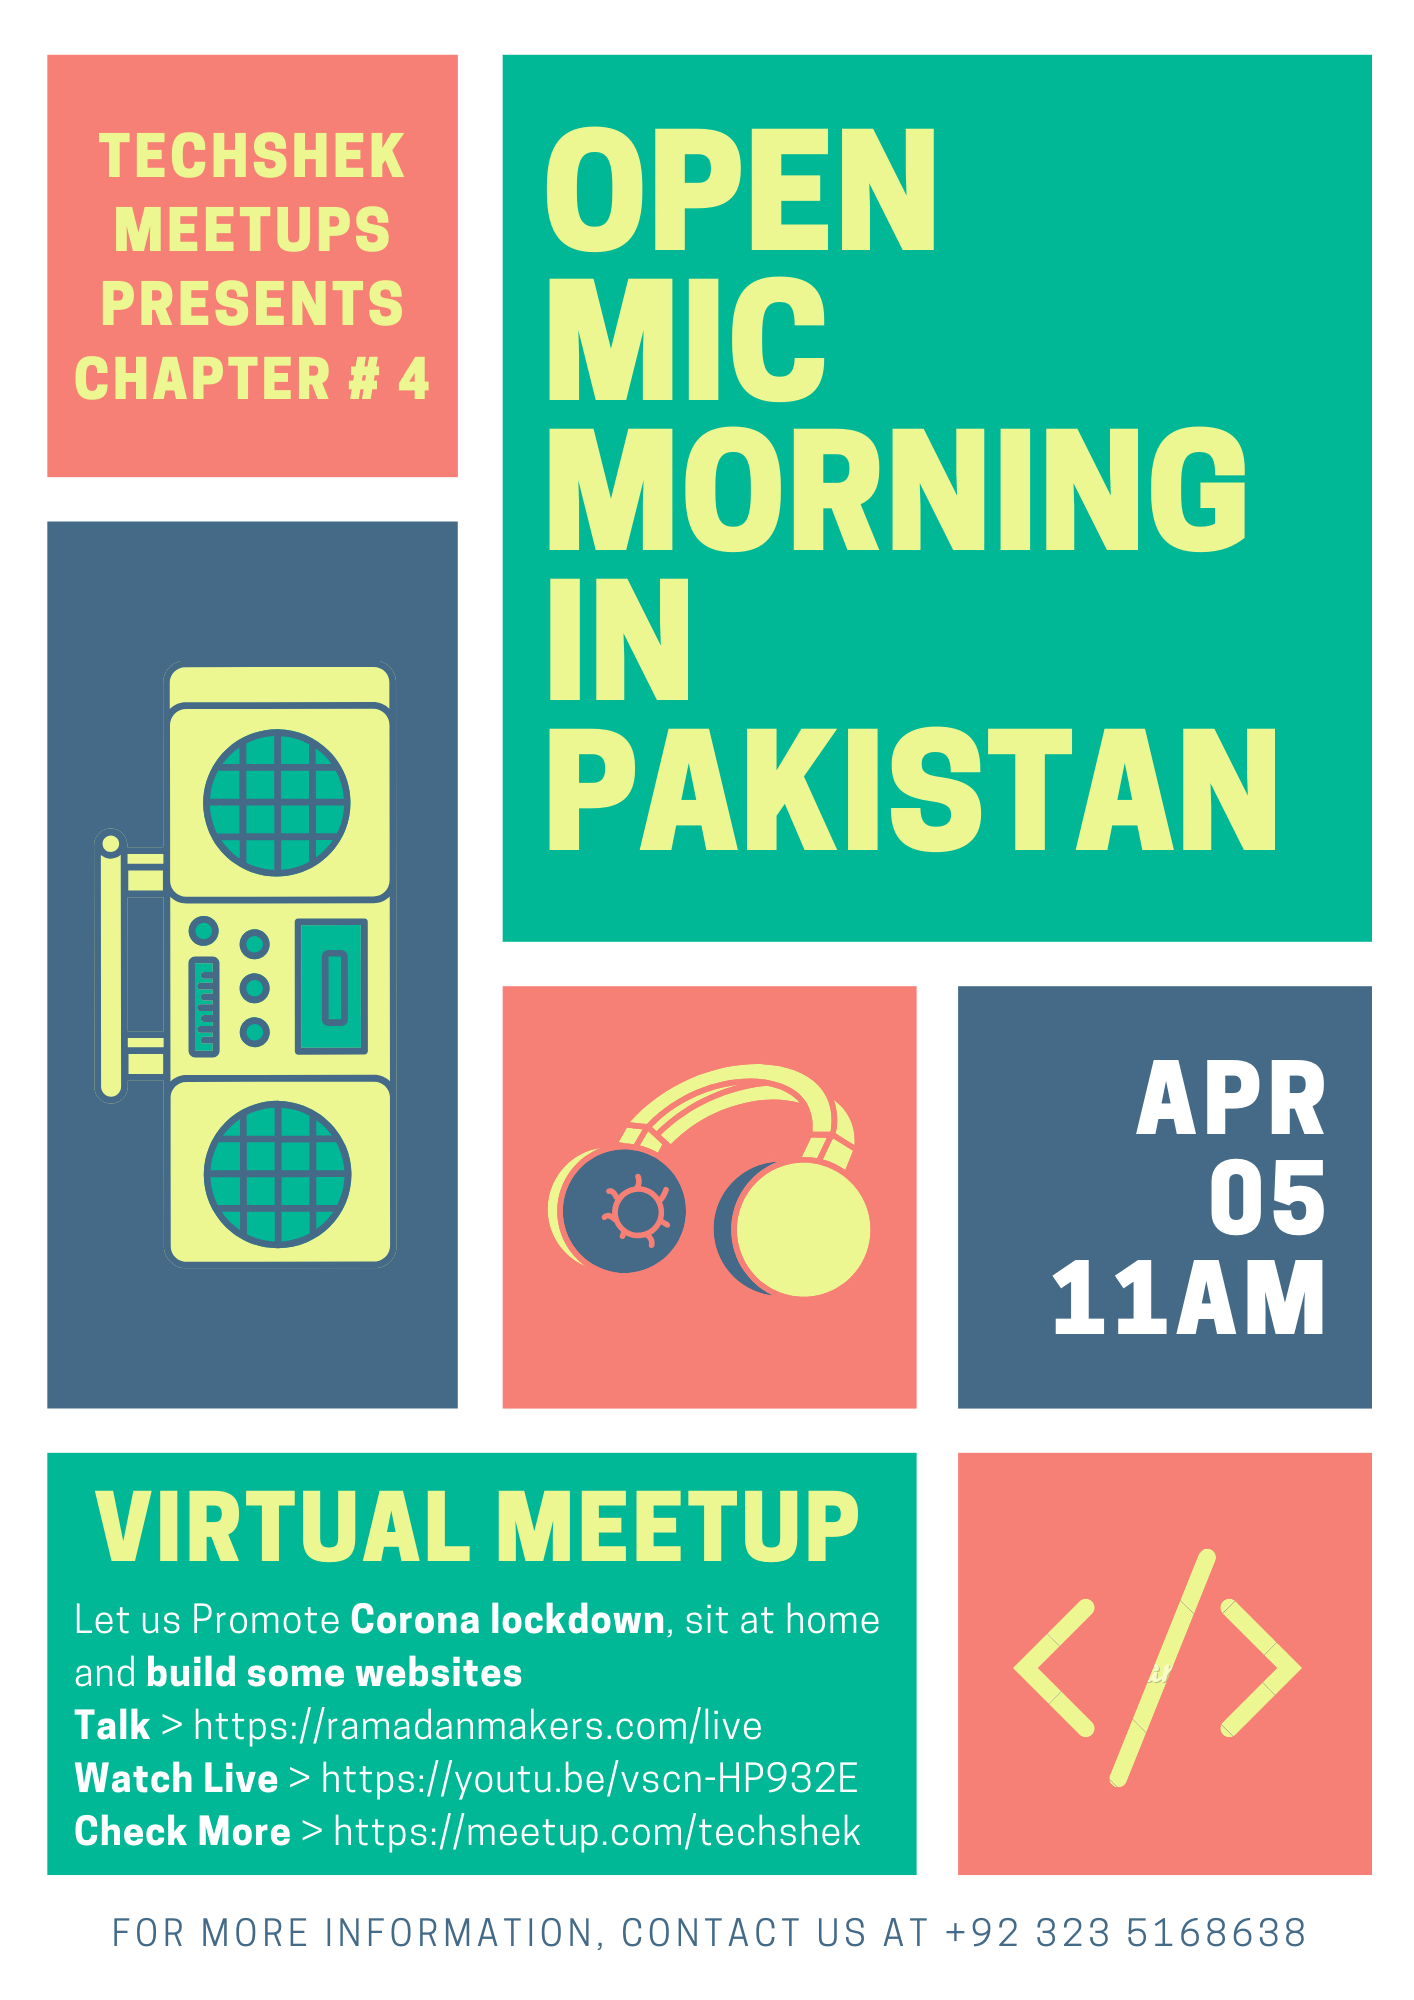 TECHSHEK
MEETUPS
PRESENTS
CHAPTER # 4
OPEN
MIC
MORNING
IN
PAKISTAN
APR
05
11AM
VIRTUAL MEETUP
Let us Promote Corona lockdown, sit at home
and build some websites
Talk > https://ramadanmakers.com/live
Watch Live > https://youtu.be/vscn-HP932E
Check More > https://meetup.com/techshek
FOR MORE INFORMATION, CONTACT US AT +92 323 5168638